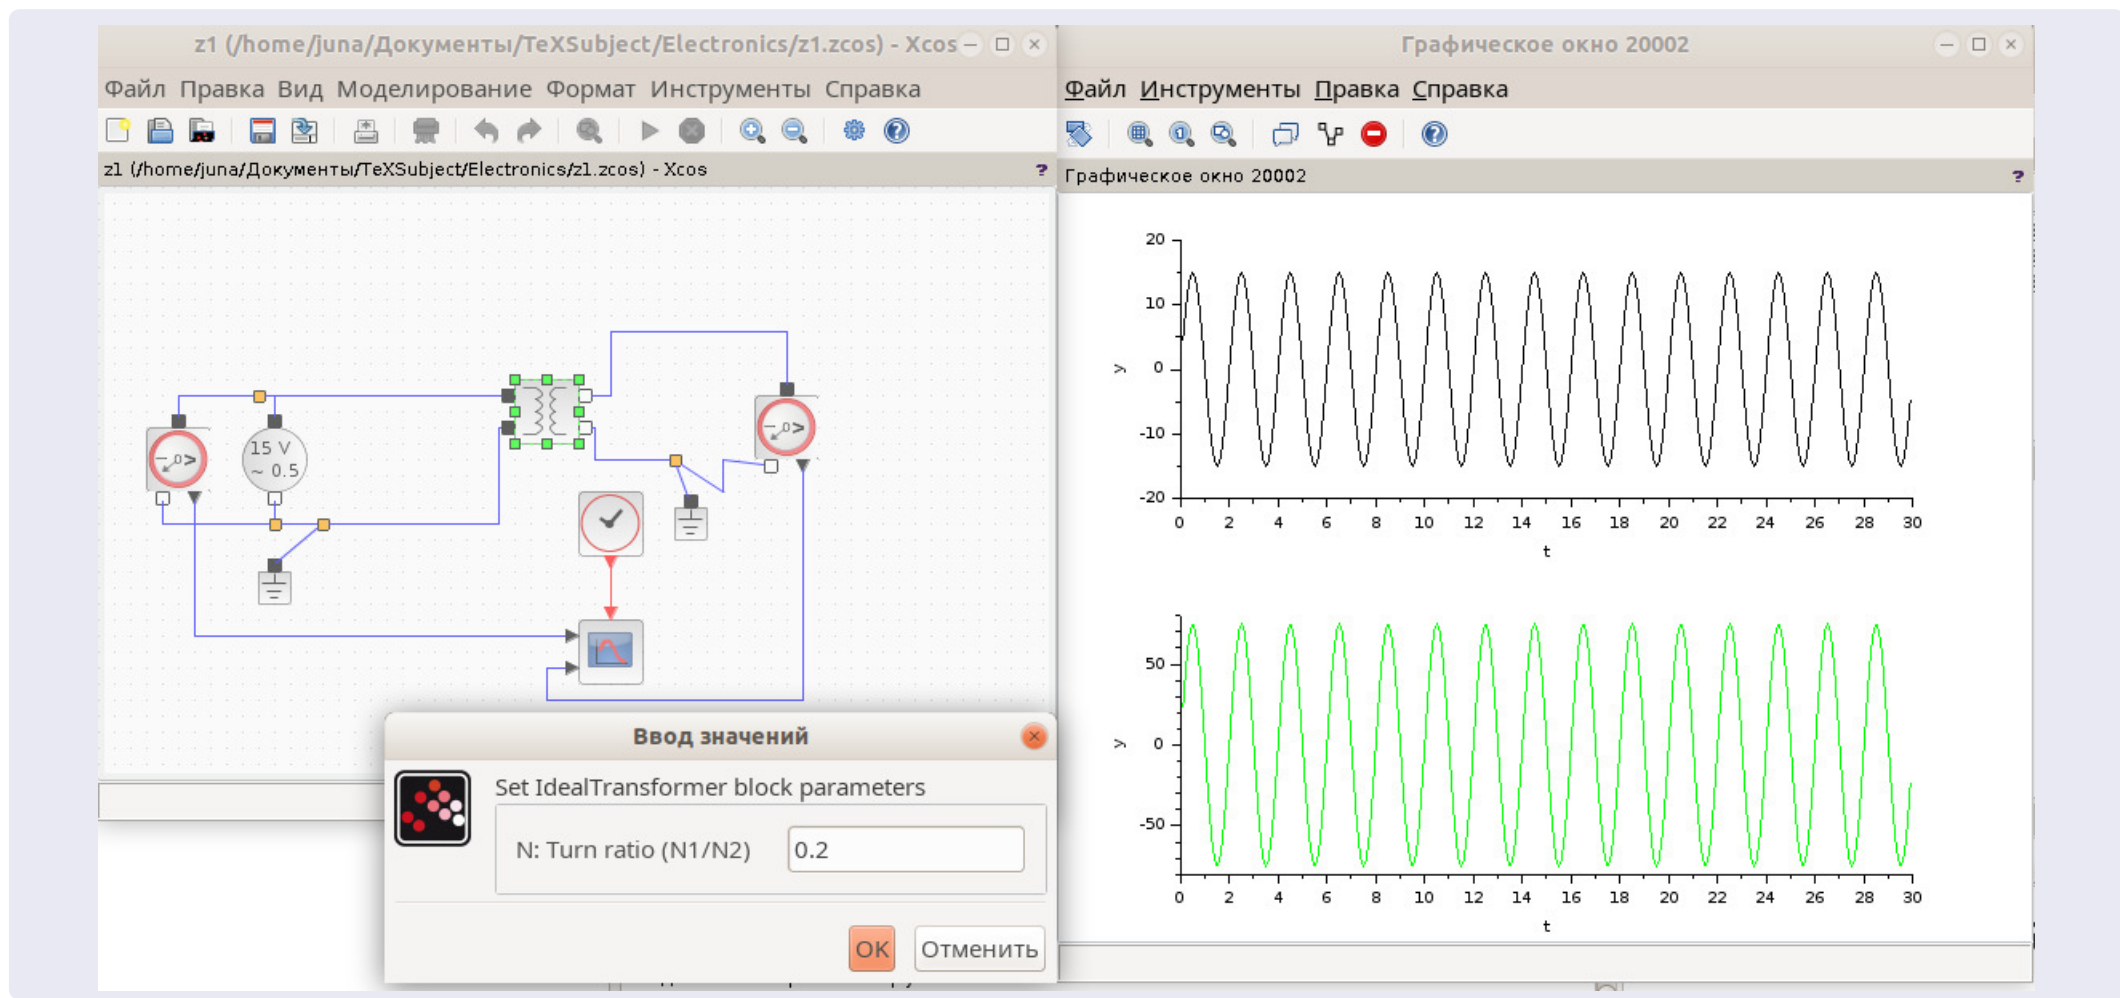 z1 (/home/juna/Документы/TeXSubject/Electronics/z1.zcos) - Xcos
Файл Правка Вид Моделирование Формат Инструменты Справка
z1 (/home/juna/Документы/TeXSubject/Electronics/z1.zcos) - Xcos
?
15 V
~ 0.5
Ввод значений
Set IdealTransformer block parameters
N: Turn ratio (N1/N2)
0.2
OK
Отменить
Графическое окно 20002
Файл Инструменты Правка Справка
Графическое окно 20002
?
20
10
0
-10
-20
y
0 2 4 6 8 10 12 14 16 18 20 22 24 26 28 30
t
50
0
-50
y
0 2 4 6 8 10 12 14 16 18 20 22 24 26 28 30
t